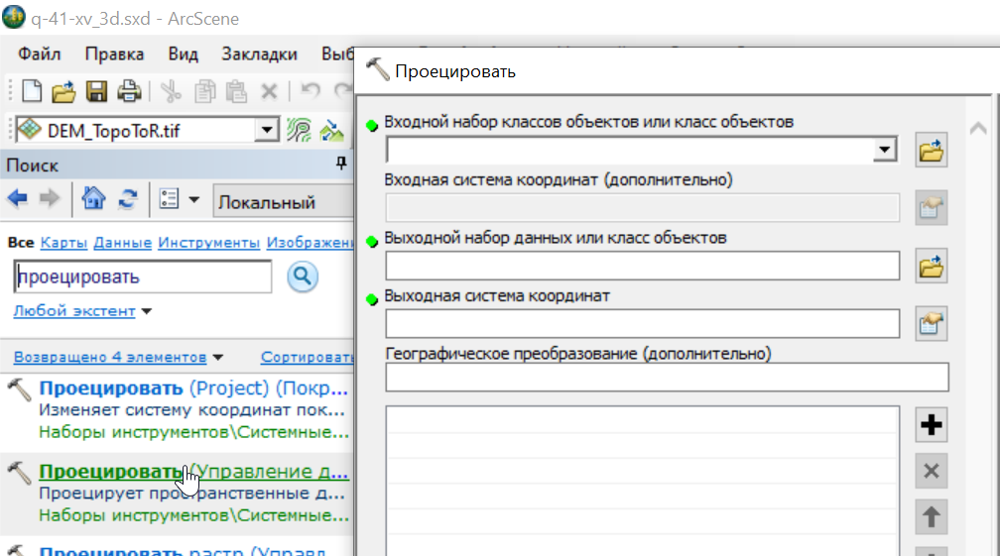 q-41-xv_3d.sxd - ArcScene
Файл Правка Вид Закладки
Проецировать
DEM_TopoToR.tif
Поиск
Локальный
Все Карты Данные Инструменты
проецировать
Любой экстент
Возвращено 4 элементов Сортировать
Проецировать (Project) (Покр...
Изменяет систему координат пок...
Наборы инструментов\Системные...
Проецировать (Управление д...
Проецирует пространственные д...
Наборы инструментов\Системные...
Проецировать растр (Управл...
Входной набор классов объектов или класс объектов
Входная система координат (дополнительно)
Выходной набор данных или класс объектов
Выходная система координат
Географическое преобразование (дополнительно)